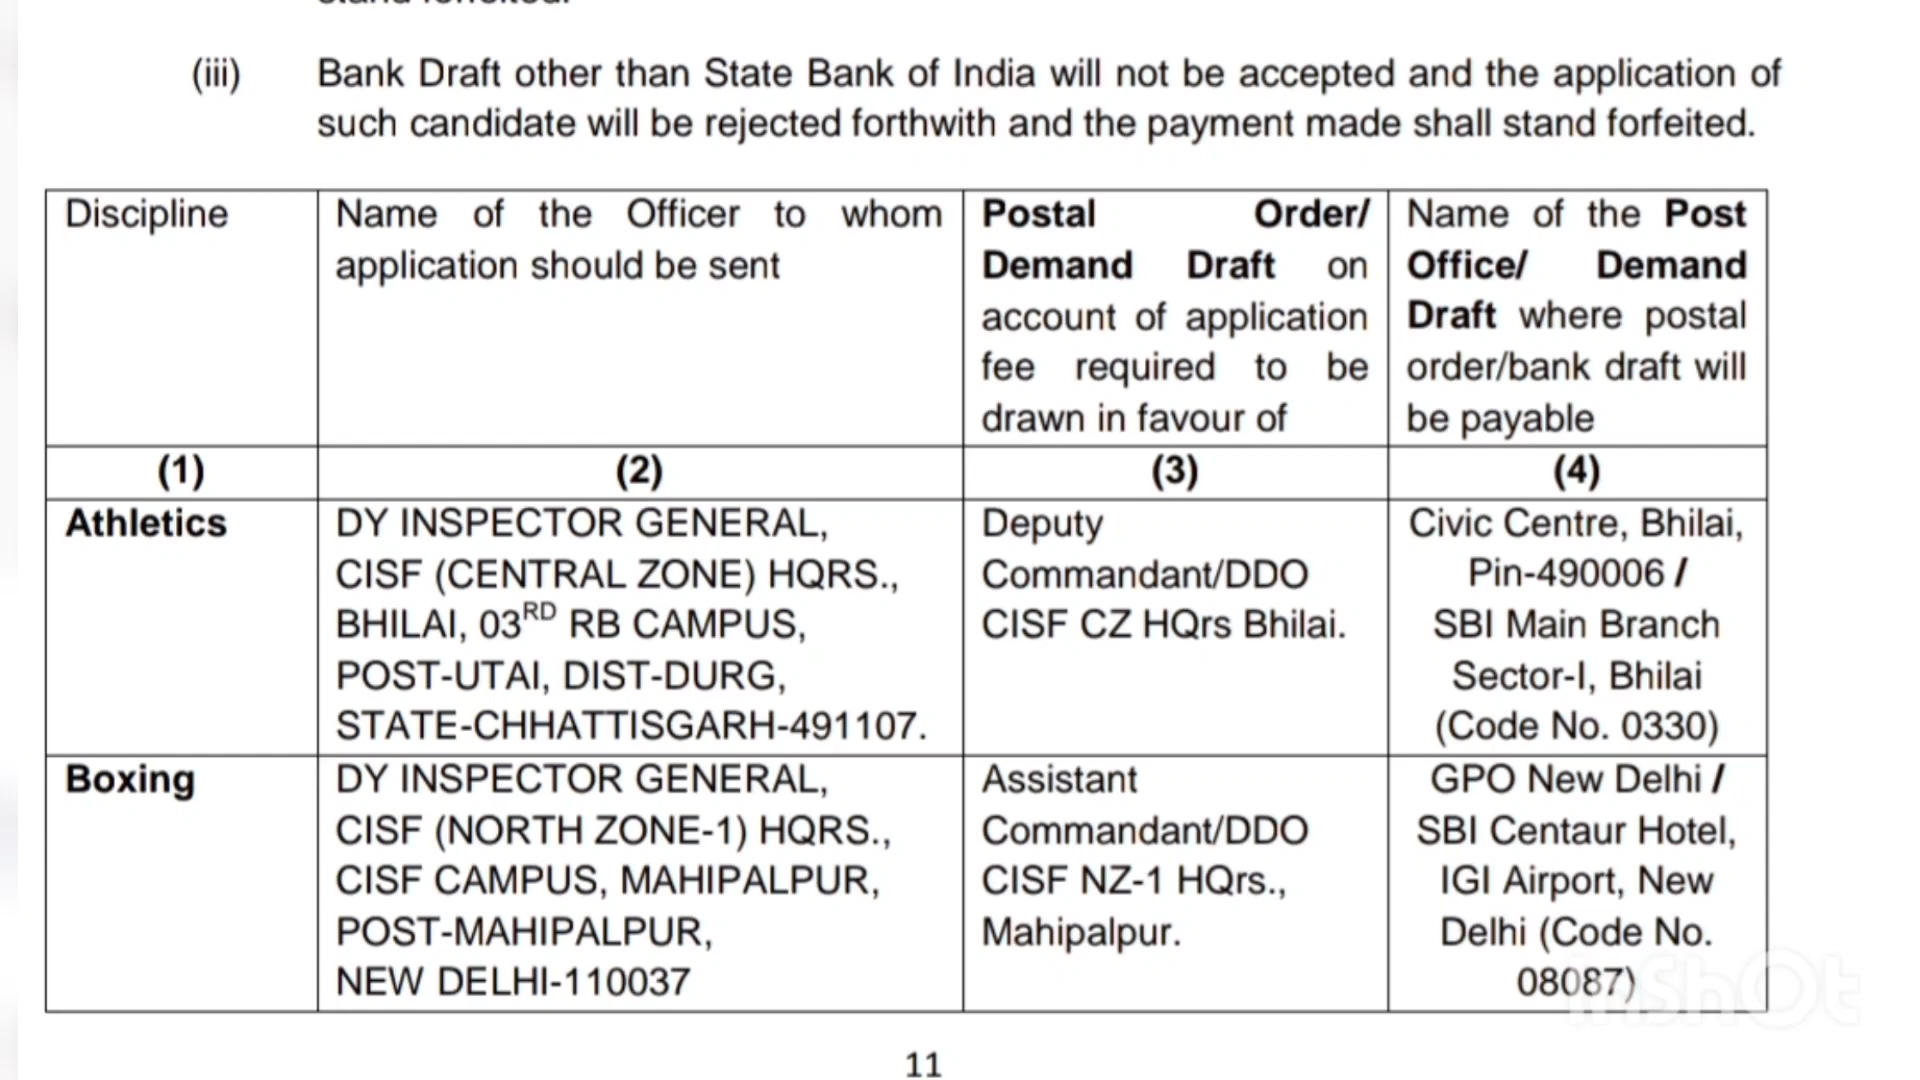 stand forfeited.
(iii) Bank Draft other than State Bank of India will not be accepted and the application of
such candidate will be rejected forthwith and the payment made shall stand forfeited.
Discipline
Name of the Officer to whom
application should be sent
Postal Order/
Demand Draft on
account of application
fee required to be
drawn in favour of
Name of the Post
Office/ Demand
Draft where postal
order/bank draft will
be payable
(1)
(2)
(3)
(4)
Athletics
DY INSPECTOR GENERAL,
CISF (CENTRAL ZONE) HQRS.,
BHILAI, 03RD RB CAMPUS,
POST-UTAI, DIST-DURG,
STATE-CHHATTISGARH-491107.
Deputy
Commandant/DDO
CISF CZ HQrs Bhilai.
Civic Centre, Bhilai,
Pin-490006 /
SBI Main Branch
Sector-I, Bhilai
(Code No. 0330)
Boxing
DY INSPECTOR GENERAL,
CISF (NORTH ZONE-1) HQRS.,
CISF CAMPUS, MAHIPALPUR,
POST-MAHIPALPUR,
NEW DELHI-110037
Assistant
Commandant/DDO
CISF NZ-1 HQrs.,
Mahipalpur.
GPO New Delhi /
SBI Centaur Hotel,
IGI Airport, New
Delhi (Code No.
08087)
InShOt
11